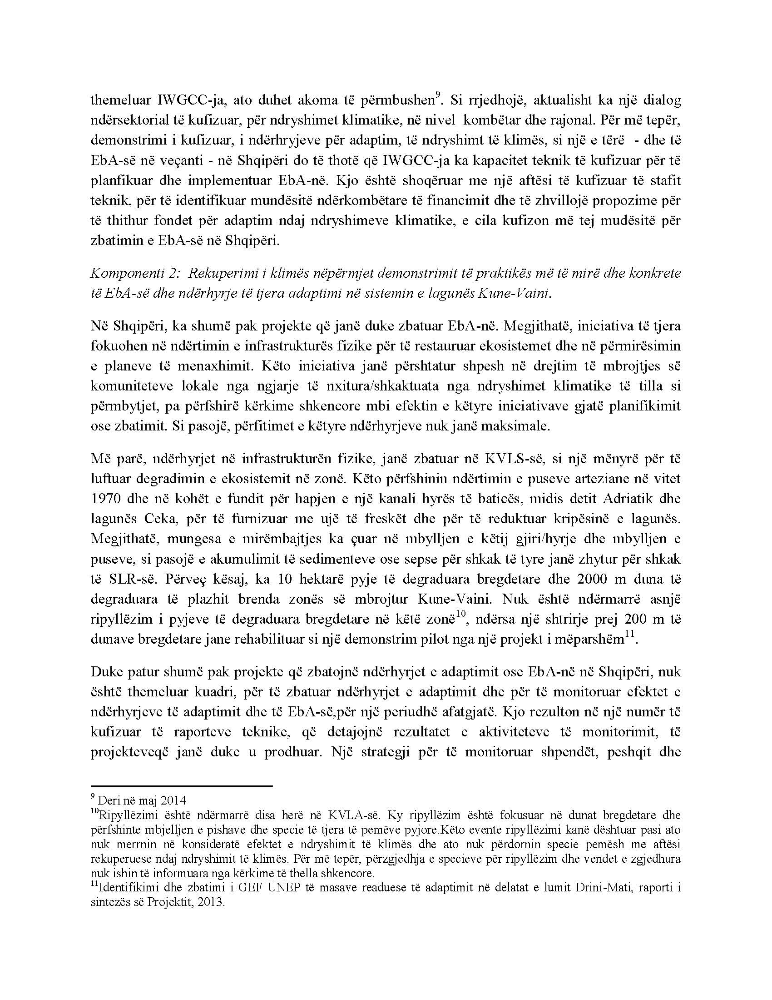 themeluar IWGCC-ja, ato duhet akoma të përmbushen⁹. Si rrjedhojë, aktualisht ka një dialog
ndërsektorial të kufizuar, për ndryshimet klimatike, në nivel kombëtar dhe rajonal. Për më tepër,
demonstrimi i kufizuar, i ndërhryjeve për adaptim, të ndryshimt të klimës, si një e tërë - dhe të
EbA-së në veçanti - në Shqipëri do të thotë që IWGCC-ja ka kapacitet teknik të kufizuar për të
planfikuar dhe implementuar EbA-në. Kjo është shoqëruar me një aftësi të kufizuar të stafit
teknik, për të identifikuar mundësitë ndërkombëtare të financimit dhe të zhvillojë propozime për
të thithur fondet për adaptim ndaj ndryshimeve klimatike, e cila kufizon më tej mudësitë për
zbatimin e EbA-së në Shqipëri.
Komponenti 2: Rekuperimi i klimës nëpërmjet demonstrimit të praktikës më të mirë dhe konkrete
të EbA-së dhe ndërhyrje të tjera adaptimi në sistemin e lagunës Kune-Vaini.
Në Shqipëri, ka shumë pak projekte që janë duke zbatuar EbA-në. Megjithatë, iniciativa të tjera
fokuohen në ndërtimin e infrastrukturës fizike për të restauruar ekosistemet dhe në përmirësimin
e planeve të menaxhimit. Këto iniciativa janë përshtatur shpesh në drejtim të mbrojtjes së
komuniteteve lokale nga ngjarje të nxitura/shkaktuata nga ndryshimet klimatike të tilla si
përmbytjet, pa përfshirë kërkime shkencore mbi efektin e këtyre iniciativave gjatë planifikimit
ose zbatimit. Si pasojë, përfitimet e këtyre ndërhyrjeve nuk janë maksimale.
Më parë, ndërhyrjet në infrastrukturën fizike, janë zbatuar në KVLS-së, si një mënyrë për të
luftuar degradimin e ekosistemit në zonë. Këto përfshinin ndërtimin e puseve arteziane në vitet
1970 dhe në kohët e fundit për hapjen e një kanali hyrës të baticës, midis detit Adriatik dhe
lagunës Ceka, për të furnizuar me ujë të freskët dhe për të reduktuar kripësinë e lagunës.
Megjithatë, mungesa e mirëmbajtjes ka çuar në mbylljen e këtij gjiri/hyrje dhe mbylljen e
puseve, si pasojë e akumulimit të sedimenteve ose sepse për shkak të tyre janë zhytur për shkak
të SLR-së. Përveç kësaj, ka 10 hektarë pyje të degraduara bregdetare dhe 2000 m duna të
degraduara të plazhit brenda zonës së mbrojtur Kune-Vaini. Nuk është ndërmarrë asnjë
ripyllëzim i pyjeve të degraduara bregdetare në këtë zonë¹⁰, ndërsa një shtrirje prej 200 m të
dunave bregdetare jane rehabilituar si një demonstrim pilot nga një projekt i mëparshëm¹¹.
Duke patur shumë pak projekte që zbatojnë ndërhyrjet e adaptimit ose EbA-në në Shqipëri, nuk
është themeluar kuadri, për të zbatuar ndërhyrjet e adaptimit dhe për të monitoruar efektet e
ndërhyrjeve të adaptimit dhe të EbA-së,për një periudhë afatgjatë. Kjo rezulton në një numër të
kufizuar të raporteve teknike, që detajojnë rezultatet e aktiviteteve të monitorimit, të
projekteveqë janë duke u prodhuar. Një strategji për të monitoruar shpendët, peshqit dhe
⁹ Deri në maj 2014
¹⁰Ripyllëzimi është ndërmarrë disa herë në KVLA-së. Ky ripyllëzim është fokusuar në dunat bregdetare dhe
përfshinte mbjelljen e pishave dhe specie të tjera të pemëve pyjore.Këto evente ripyllëzimi kanë dështuar pasi ato
nuk merrnin në konsideratë efektet e ndryshimit të klimës dhe ato nuk përdornin specie pemësh me aftësi
rekuperuese ndaj ndryshimit të klimës. Për më tepër, përzgjedhja e specieve për ripyllëzim dhe vendet e zgjedhura
nuk ishin të informuara nga kërkime të thella shkencore.
¹¹Identifikimi dhe zbatimi i GEF UNEP të masave readuese të adaptimit në delatat e lumit Drini-Mati, raporti i
sintezës së Projektit, 2013.